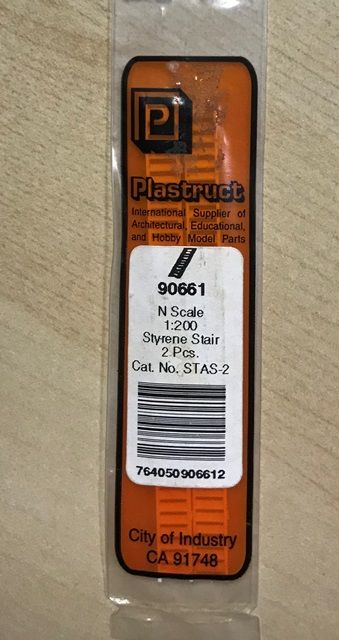 P
Plastruct
International Supplier of
Architectural, Educational,
and Hobby Model Parts
90661
N Scale
1:200
Styrene Stair
2 Pcs.
Cat. No. STAS-2
764050906612
City of Industry
CA 91748